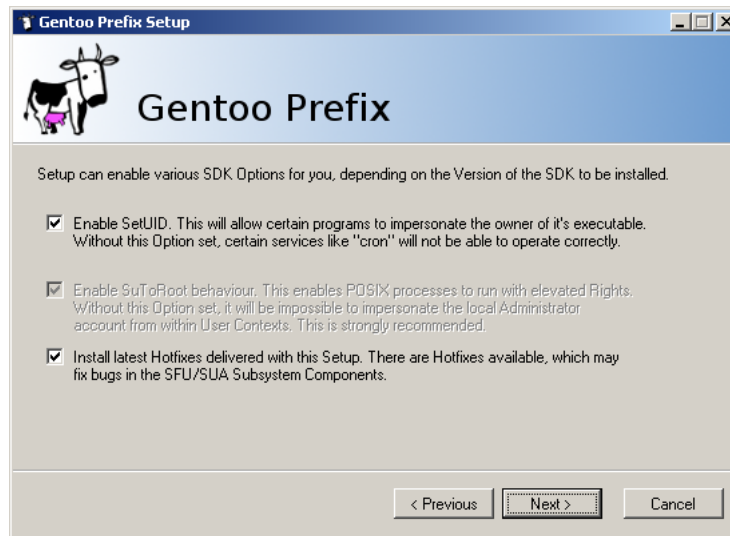 Gentoo Prefix Setup
Gentoo Prefix
Setup can enable various SDK Options for you, depending on the Version of the SDK to be installed.
Enable SetUID. This will allow certain programs to impersonate the owner of it's executable.
Without this Option set, certain services like "cron" will not be able to operate correctly.
Enable SuToRoot behaviour. This enables POSIX processes to run with elevated Rights.
Without this Option set, it will be impossible to impersonate the local Administrator
account from within User Contexts. This is strongly recommended.
Install latest Hotfixes delivered with this Setup. There are Hotfixes available, which may
fix bugs in the SFU/SUA Subsystem Components.
< Previous
Next >
Cancel